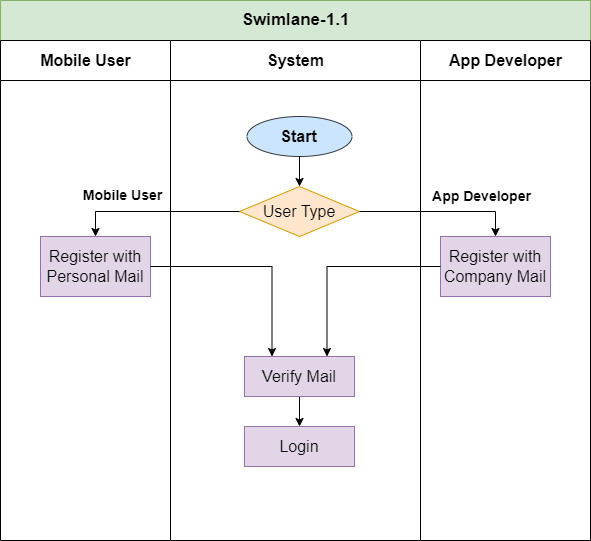 Swimlane-1.1
Mobile User
System
App Developer
Start
Mobile User
User Type
App Developer
Register with
Personal Mail
Register with
Company Mail
Verify Mail
Login